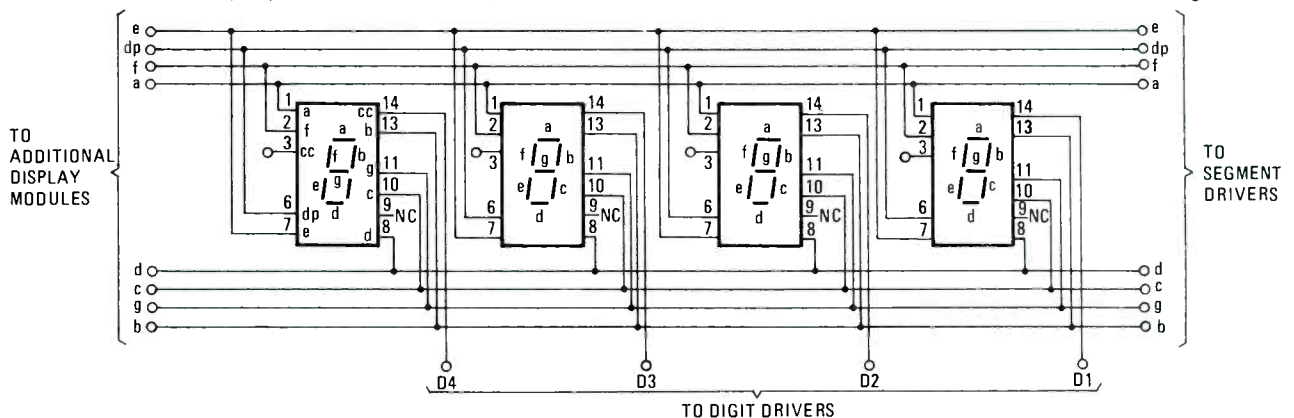 e e
dp dp
f f
a a
1 a cc 14 1 14 1 14 1 14
2 f a b 13 2 a 13 2 a 13 2 a 13
3 cc f b 3 f g b 3 f g b 3 f g b
g 11 11 11 11
e g c 10 e c 10 e c 10 e c 10
6 dp d 9 NC 6 d 9 NC 6 d 9 NC 6 d 9 NC
7 e d 8 7 8 7 8 7 8
TO
ADDITIONAL
DISPLAY
MODULES
TO
SEGMENT
DRIVERS
d d
c c
g g
b b
D4 D3 D2 D1
TO DIGIT DRIVERS